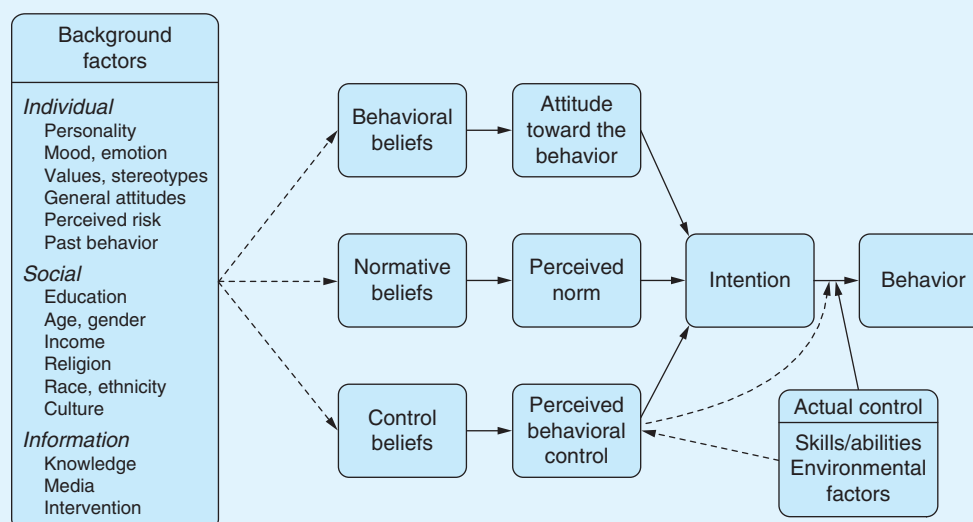 Background
factors
Individual
Personality
Mood, emotion
Values, stereotypes
General attitudes
Perceived risk
Past behavior
Social
Education
Age, gender
Income
Religion
Race, ethnicity
Culture
Information
Knowledge
Media
Intervention
Behavioral
beliefs
Attitude
toward the
behavior
Normative
beliefs
Perceived
norm
Intention
Behavior
Control
beliefs
Perceived
behavioral
control
Actual control
Skills/abilities
Environmental
factors